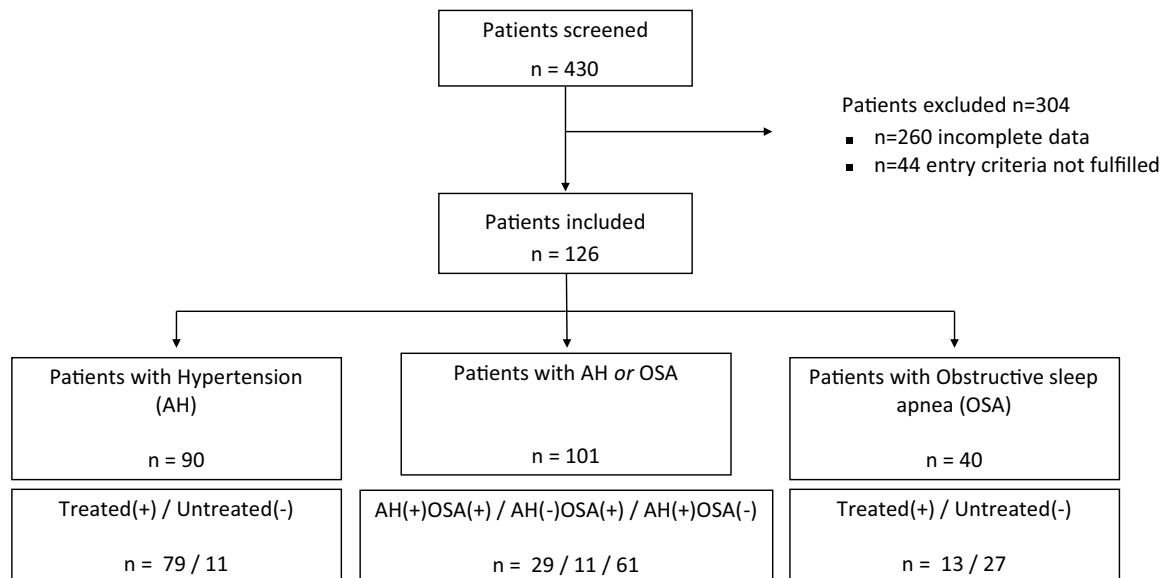 Patients screened
n = 430
Patients excluded n=304
▪ n=260 incomplete data
▪ n=44 entry criteria not fulfilled
Patients included
n = 126
Patients with Hypertension
(AH)
n = 90
Patients with AH or OSA
n = 101
Patients with Obstructive sleep
apnea (OSA)
n = 40
Treated(+) / Untreated(-)
n = 79 / 11
AH(+)OSA(+) / AH(-)OSA(+) / AH(+)OSA(-)
n = 29 / 11 / 61
Treated(+) / Untreated(-)
n = 13 / 27